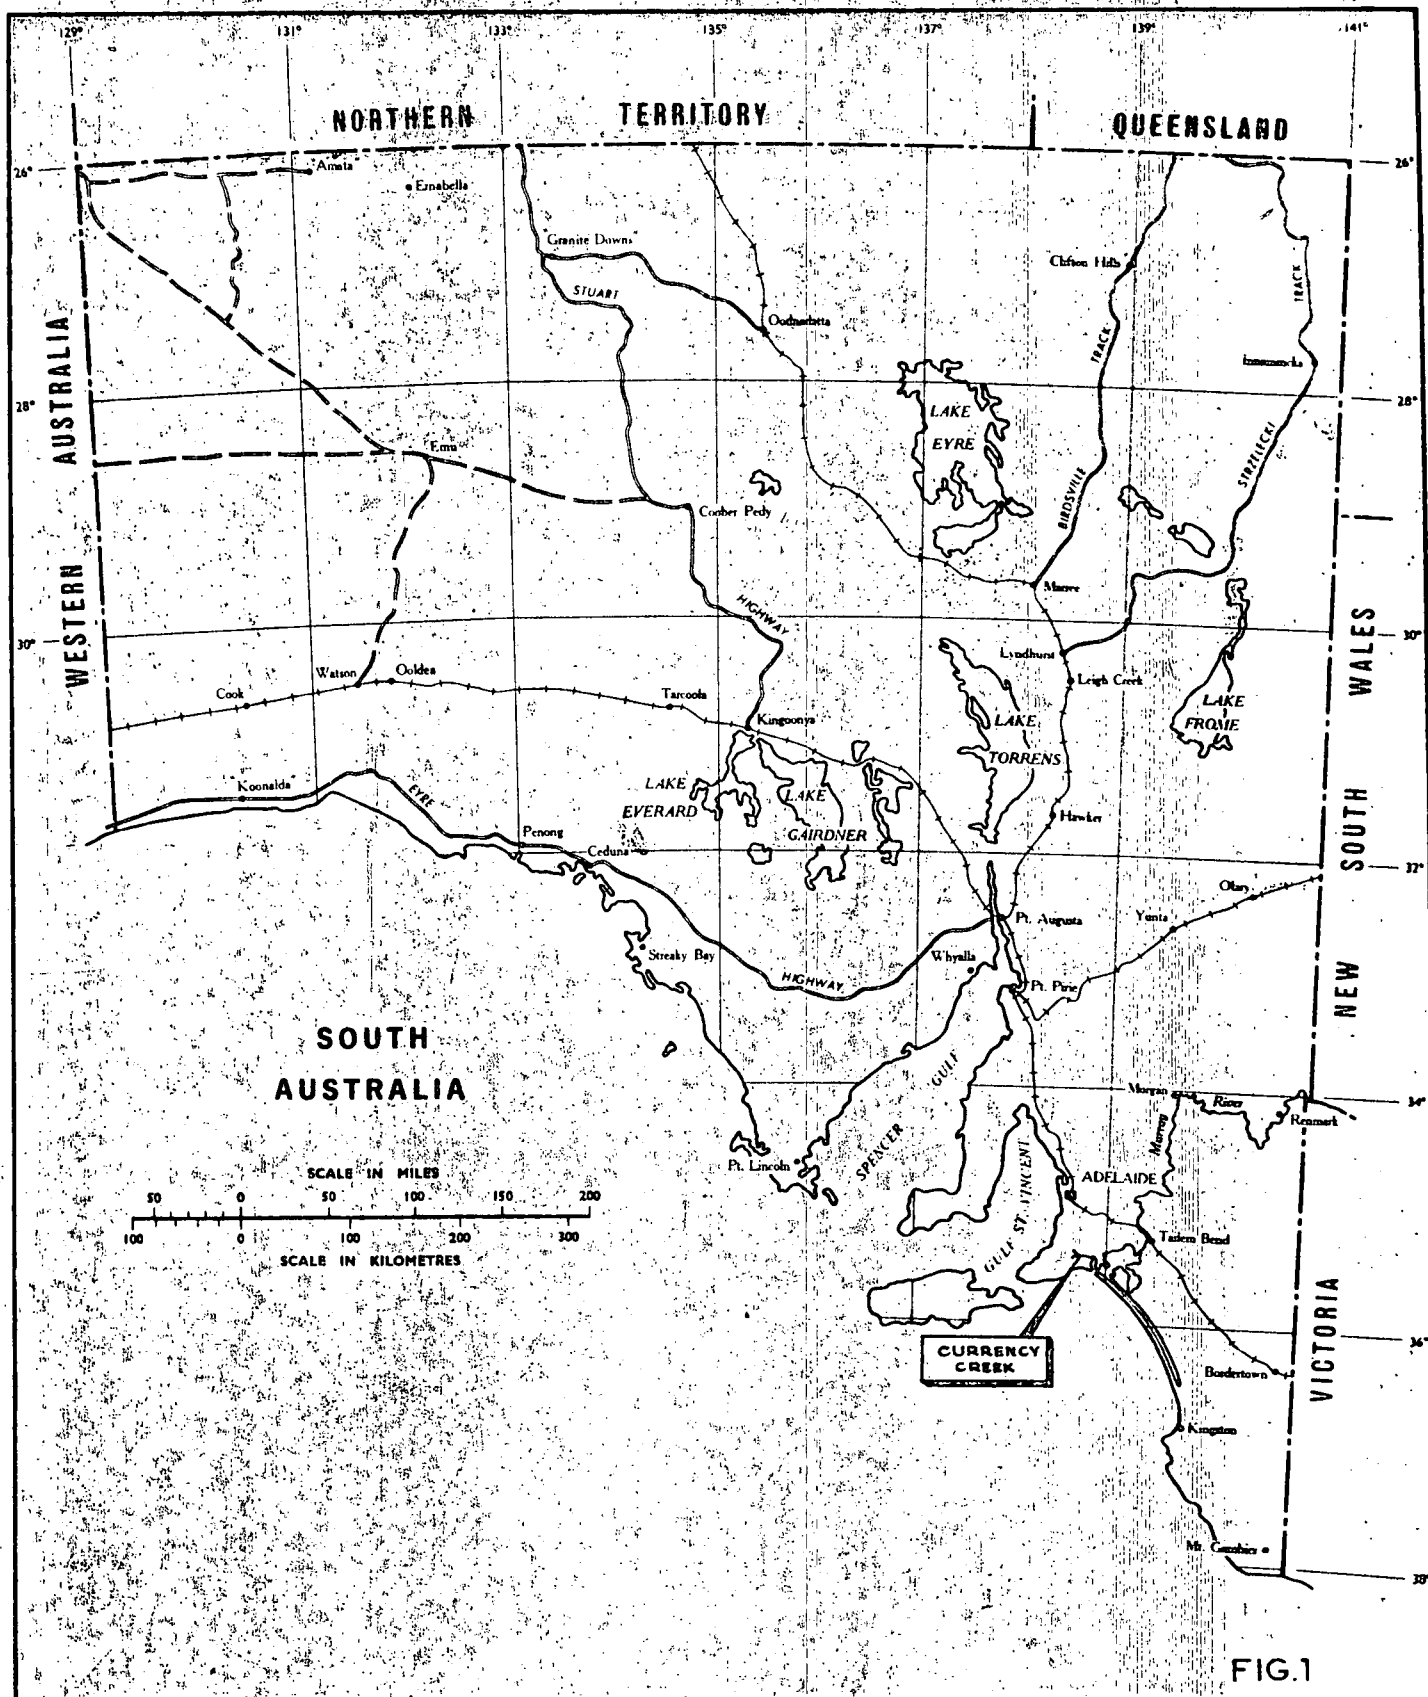 129° 131° 133° 135° 137° 139° 141°
NORTHERN TERRITORY QUEENSLAND
26° 26°
Amata
Ernabella
"Granite Downs"
Clifton Hills
STUART
TRACK
Oodnadatta
TRACK
Innamincka
WESTERN AUSTRALIA
28° 28°
LAKE
EYRE
"Emu"
STRZELECKI
BIRDSVILLE
Coober Pedy
Marree
HIGHWAY
30° 30°
Lyndhurst
Watson Ooldea
Leigh Creek
Cook
Tarcoola
Kingoonya
LAKE
FROME
LAKE
TORRENS
NEW SOUTH WALES
"Koonalda"
EYRE
LAKE
EVERARD
LAKE
GAIRDNER
Hawker
Penong
Ceduna
32°
Olary
Pt. Augusta
Yunta
Streaky Bay
Whyalla
HIGHWAY
Pt. Pirie
SOUTH
AUSTRALIA
SPENCER GULF
Morgan
River
34°
Renmark
Murray
Pt. Lincoln
GULF ST. VINCENT
ADELAIDE
SCALE IN MILES
50 0 50 100 150 200
100 0 100 200 300
SCALE IN KILOMETRES
Tailem Bend
CURRENCY
CREEK
VICTORIA
36°
Bordertown
Kingston
Mt. Gambier
38°
FIG.1